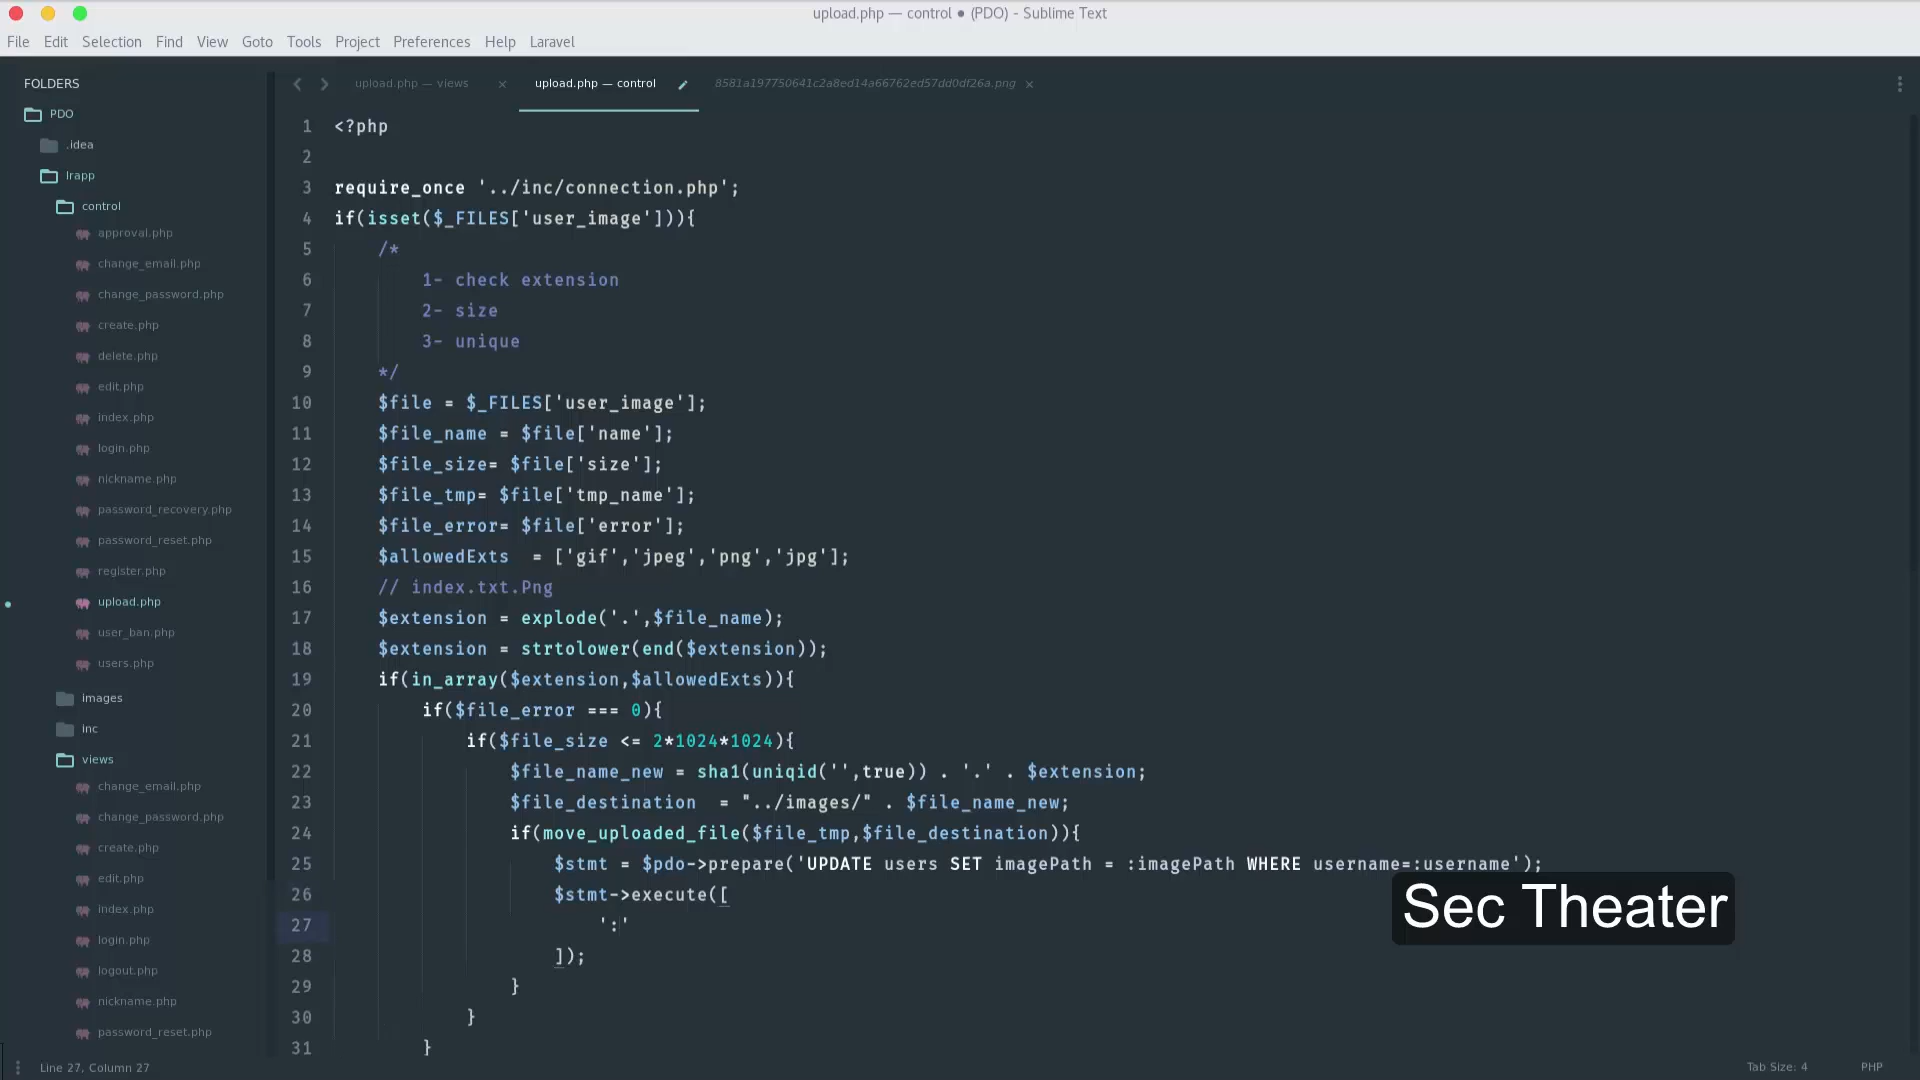 upload.php — control • (PDO) - Sublime Text
File Edit Selection Find View Goto Tools Project Preferences Help Laravel
FOLDERS
PDO
.idea
lrapp
control
approval.php
change_email.php
change_password.php
create.php
delete.php
edit.php
index.php
login.php
nickname.php
password_recovery.php
password_reset.php
register.php
upload.php
user_ban.php
users.php
images
inc
views
change_email.php
change_password.php
create.php
edit.php
index.php
login.php
logout.php
nickname.php
password_reset.php
upload.php — views × upload.php — control 8581a197750641c2a8ed14a66762ed57dd0df26a.png ×
1 <?php
2
3 require_once '../inc/connection.php';
4 if(isset($_FILES['user_image'])){
5 /*
6 1- check extension
7 2- size
8 3- unique
9 */
10 $file = $_FILES['user_image'];
11 $file_name = $file['name'];
12 $file_size= $file['size'];
13 $file_tmp= $file['tmp_name'];
14 $file_error= $file['error'];
15 $allowedExts  = ['gif','jpeg','png','jpg'];
16 // index.txt.Png
17 $extension = explode('.',$file_name);
18 $extension = strtolower(end($extension));
19 if(in_array($extension,$allowedExts)){
20 if($file_error === 0){
21 if($file_size <= 2*1024*1024){
22 $file_name_new = sha1(uniqid('',true)) . '.' . $extension;
23 $file_destination  = "../images/" . $file_name_new;
24 if(move_uploaded_file($file_tmp,$file_destination)){
25 $stmt = $pdo->prepare('UPDATE users SET imagePath = :imagePath WHERE username=:username');
26 $stmt->execute([
27 ':'
28 ]);
29 }
30 }
31 }
Sec Theater
Line 27, Column 27
Tab Size: 4
PHP